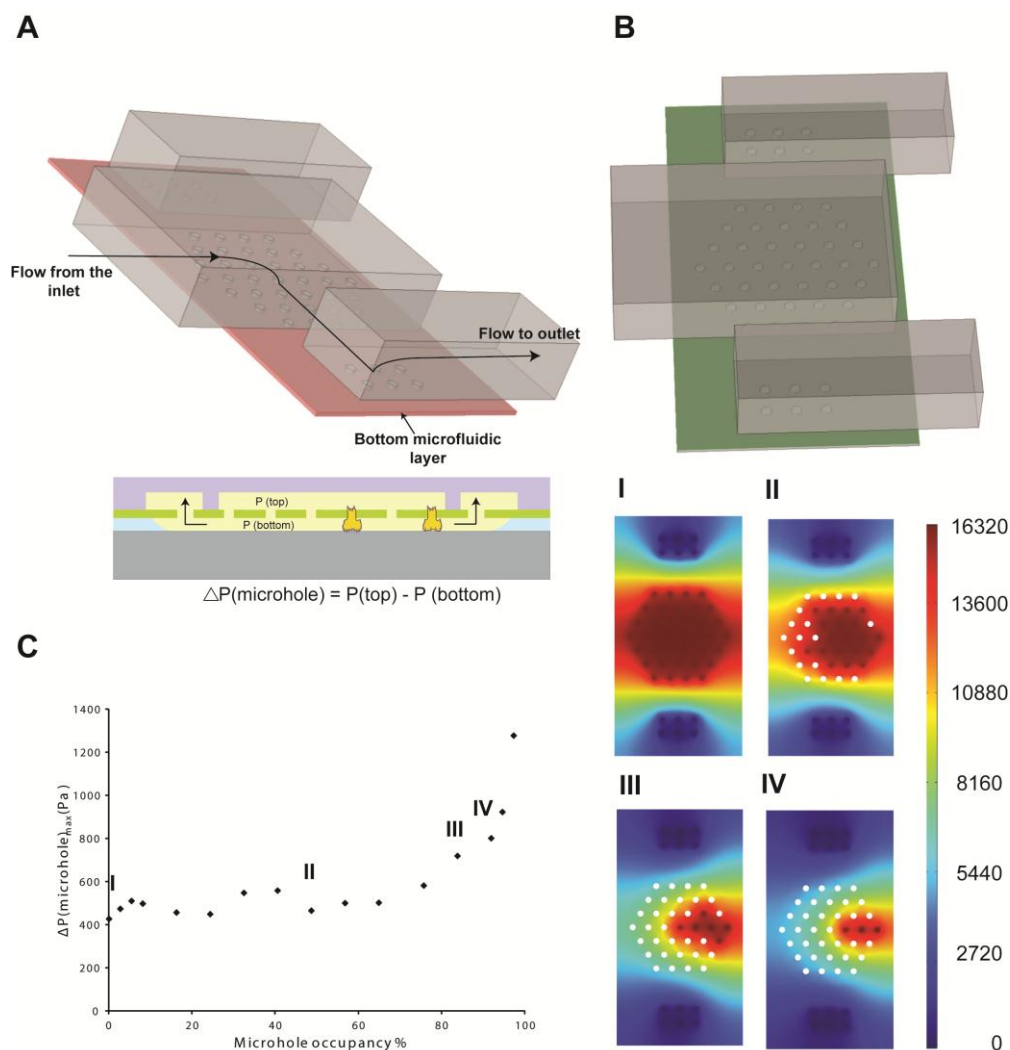 A
B
Flow from the
inlet
Flow to outlet
Bottom microfluidic
layer
P (top)
P (bottom)
△P(microhole) = P(top) - P (bottom)
I
II
16320
13600
10880
8160
5440
2720
0
III
IV
C
ΔP(microhole)max(Pa)
1400
1200
1000
800
600
400
200
0
I
II
III
IV
0
20
40
60
80
100
Microhole occupancy %